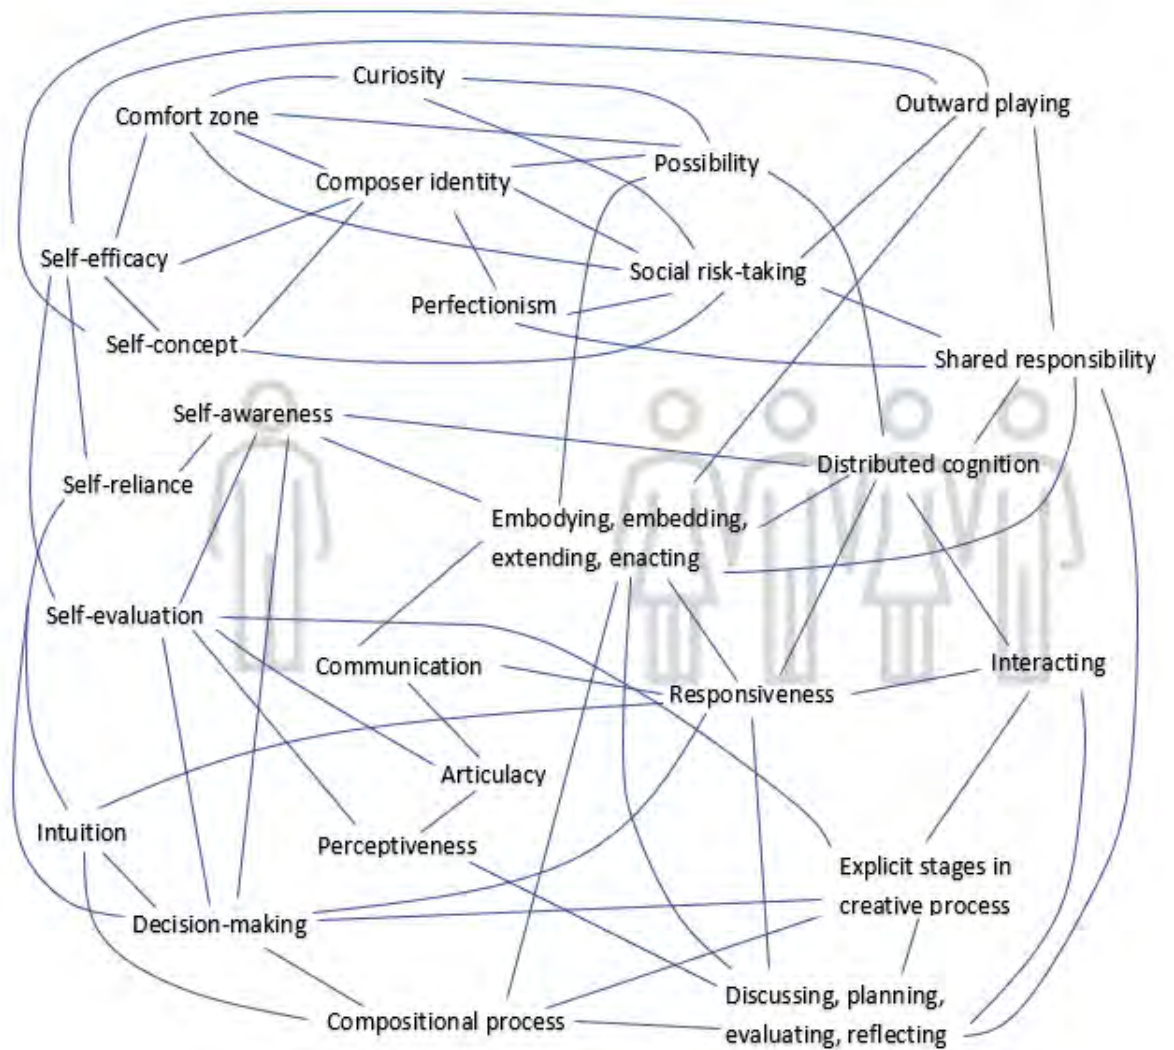 Curiosity
Outward playing
Comfort zone
Possibility
Composer identity
Self-efficacy
Social risk-taking
Perfectionism
Self-concept
Shared responsibility
Self-awareness
Distributed cognition
Self-reliance
Embodying, embedding,
extending, enacting
Self-evaluation
Communication
Interacting
Responsiveness
Articulacy
Intuition
Perceptiveness
Explicit stages in
creative process
Decision-making
Discussing, planning,
evaluating, reflecting
Compositional process